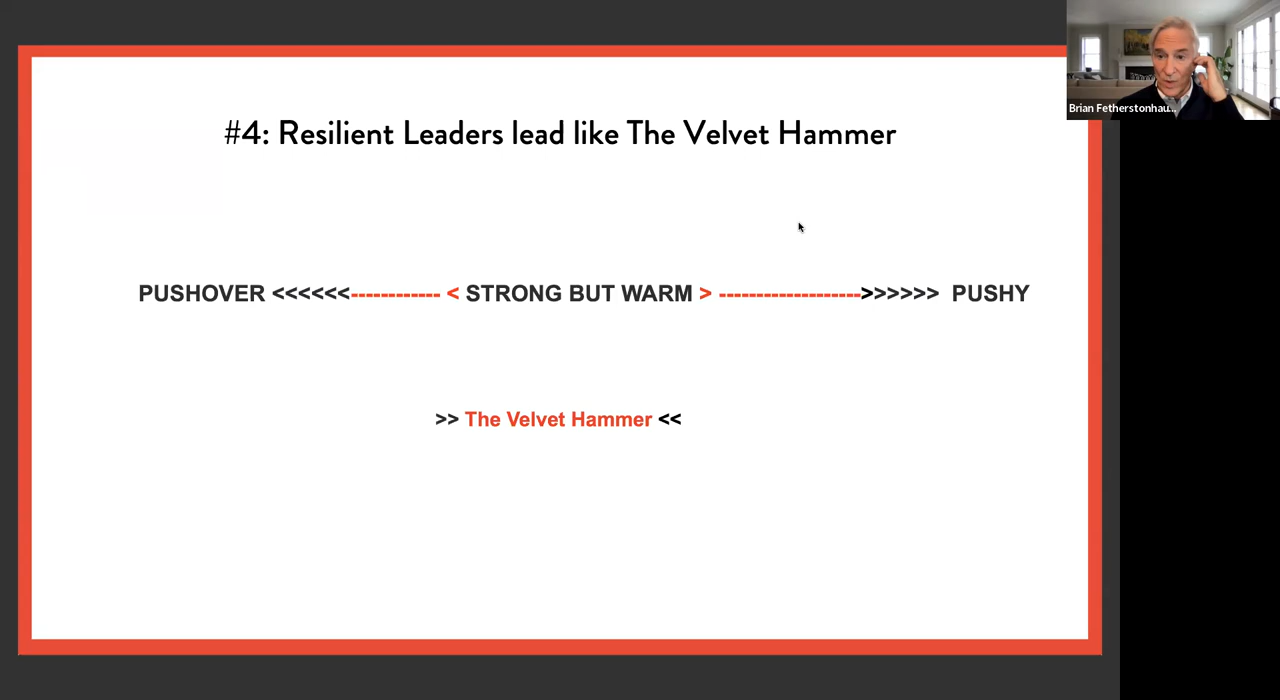 Brian Fetherstonhau...
#4: Resilient Leaders lead like The Velvet Hammer
PUSHOVER <<<<<<------------ < STRONG BUT WARM > ------------------->>>>>> PUSHY
>> The Velvet Hammer <<